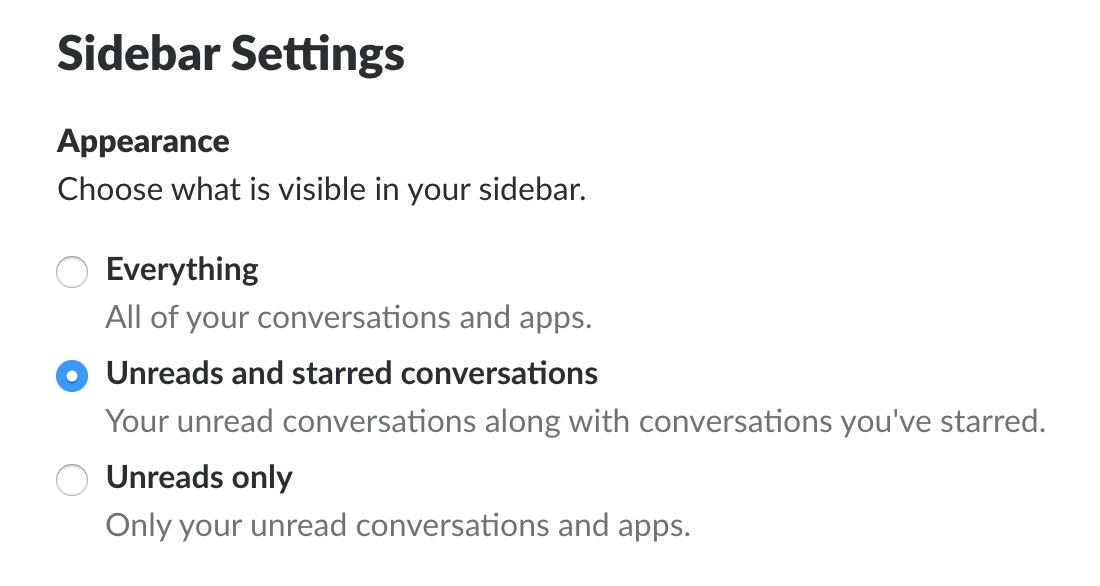 Sidebar Settings
Appearance
Choose what is visible in your sidebar.
Everything
All of your conversations and apps.
Unreads and starred conversations
Your unread conversations along with conversations you've starred.
Unreads only
Only your unread conversations and apps.